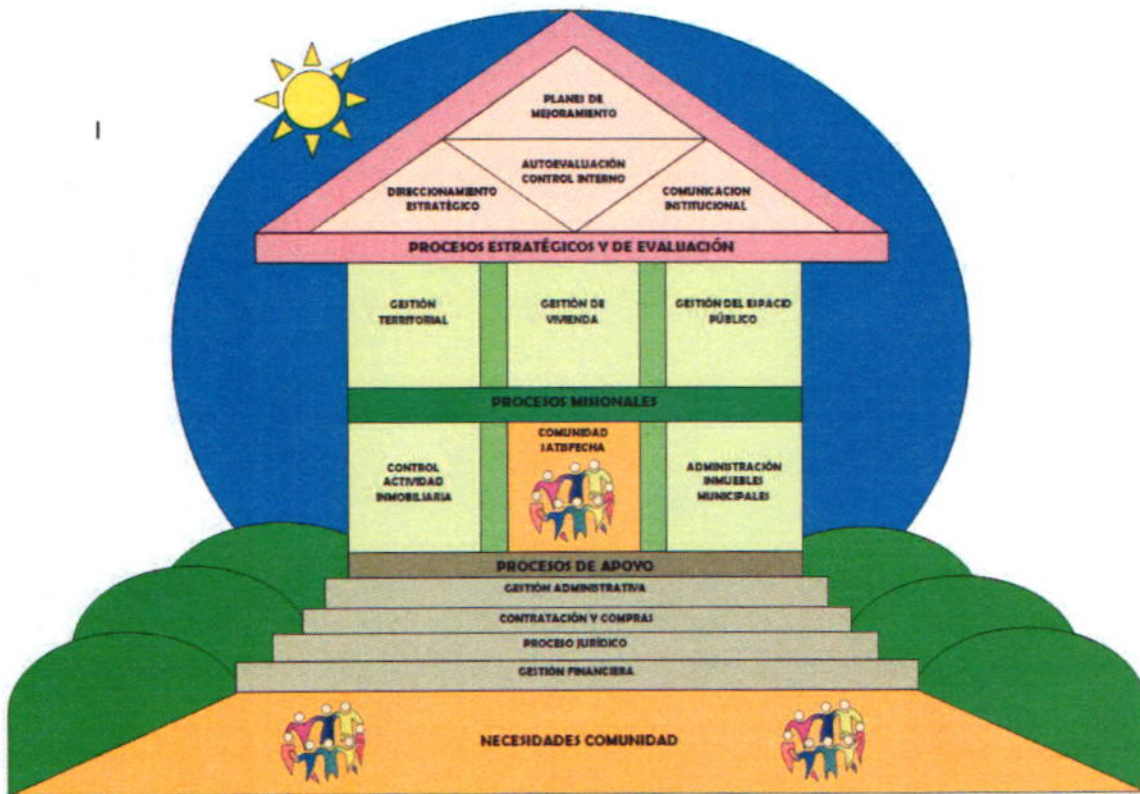 PLANES DE
MEJORAMIENTO
AUTOEVALUACIÓN
CONTROL INTERNO
DIRECCIONAMIENTO
ESTRATÉGICO
COMUNICACION
INSTITUCIONAL
PROCESOS ESTRATÉGICOS Y DE EVALUACIÓN
GESTIÓN
TERRITORIAL
GESTIÓN DE
VIVIENDA
GESTIÓN DEL ESPACIO
PÚBLICO
PROCESOS MISIONALES
CONTROL
ACTIVIDAD
INMOBILIARIA
COMUNIDAD
SATISFECHA
ADMINISTRACIÓN
INMUEBLES
MUNICIPALES
PROCESOS DE APOYO
GESTIÓN ADMINISTRATIVA
CONTRATACIÓN Y COMPRAS
PROCESO JURÍDICO
GESTIÓN FINANCIERA
NECESIDADES COMUNIDAD